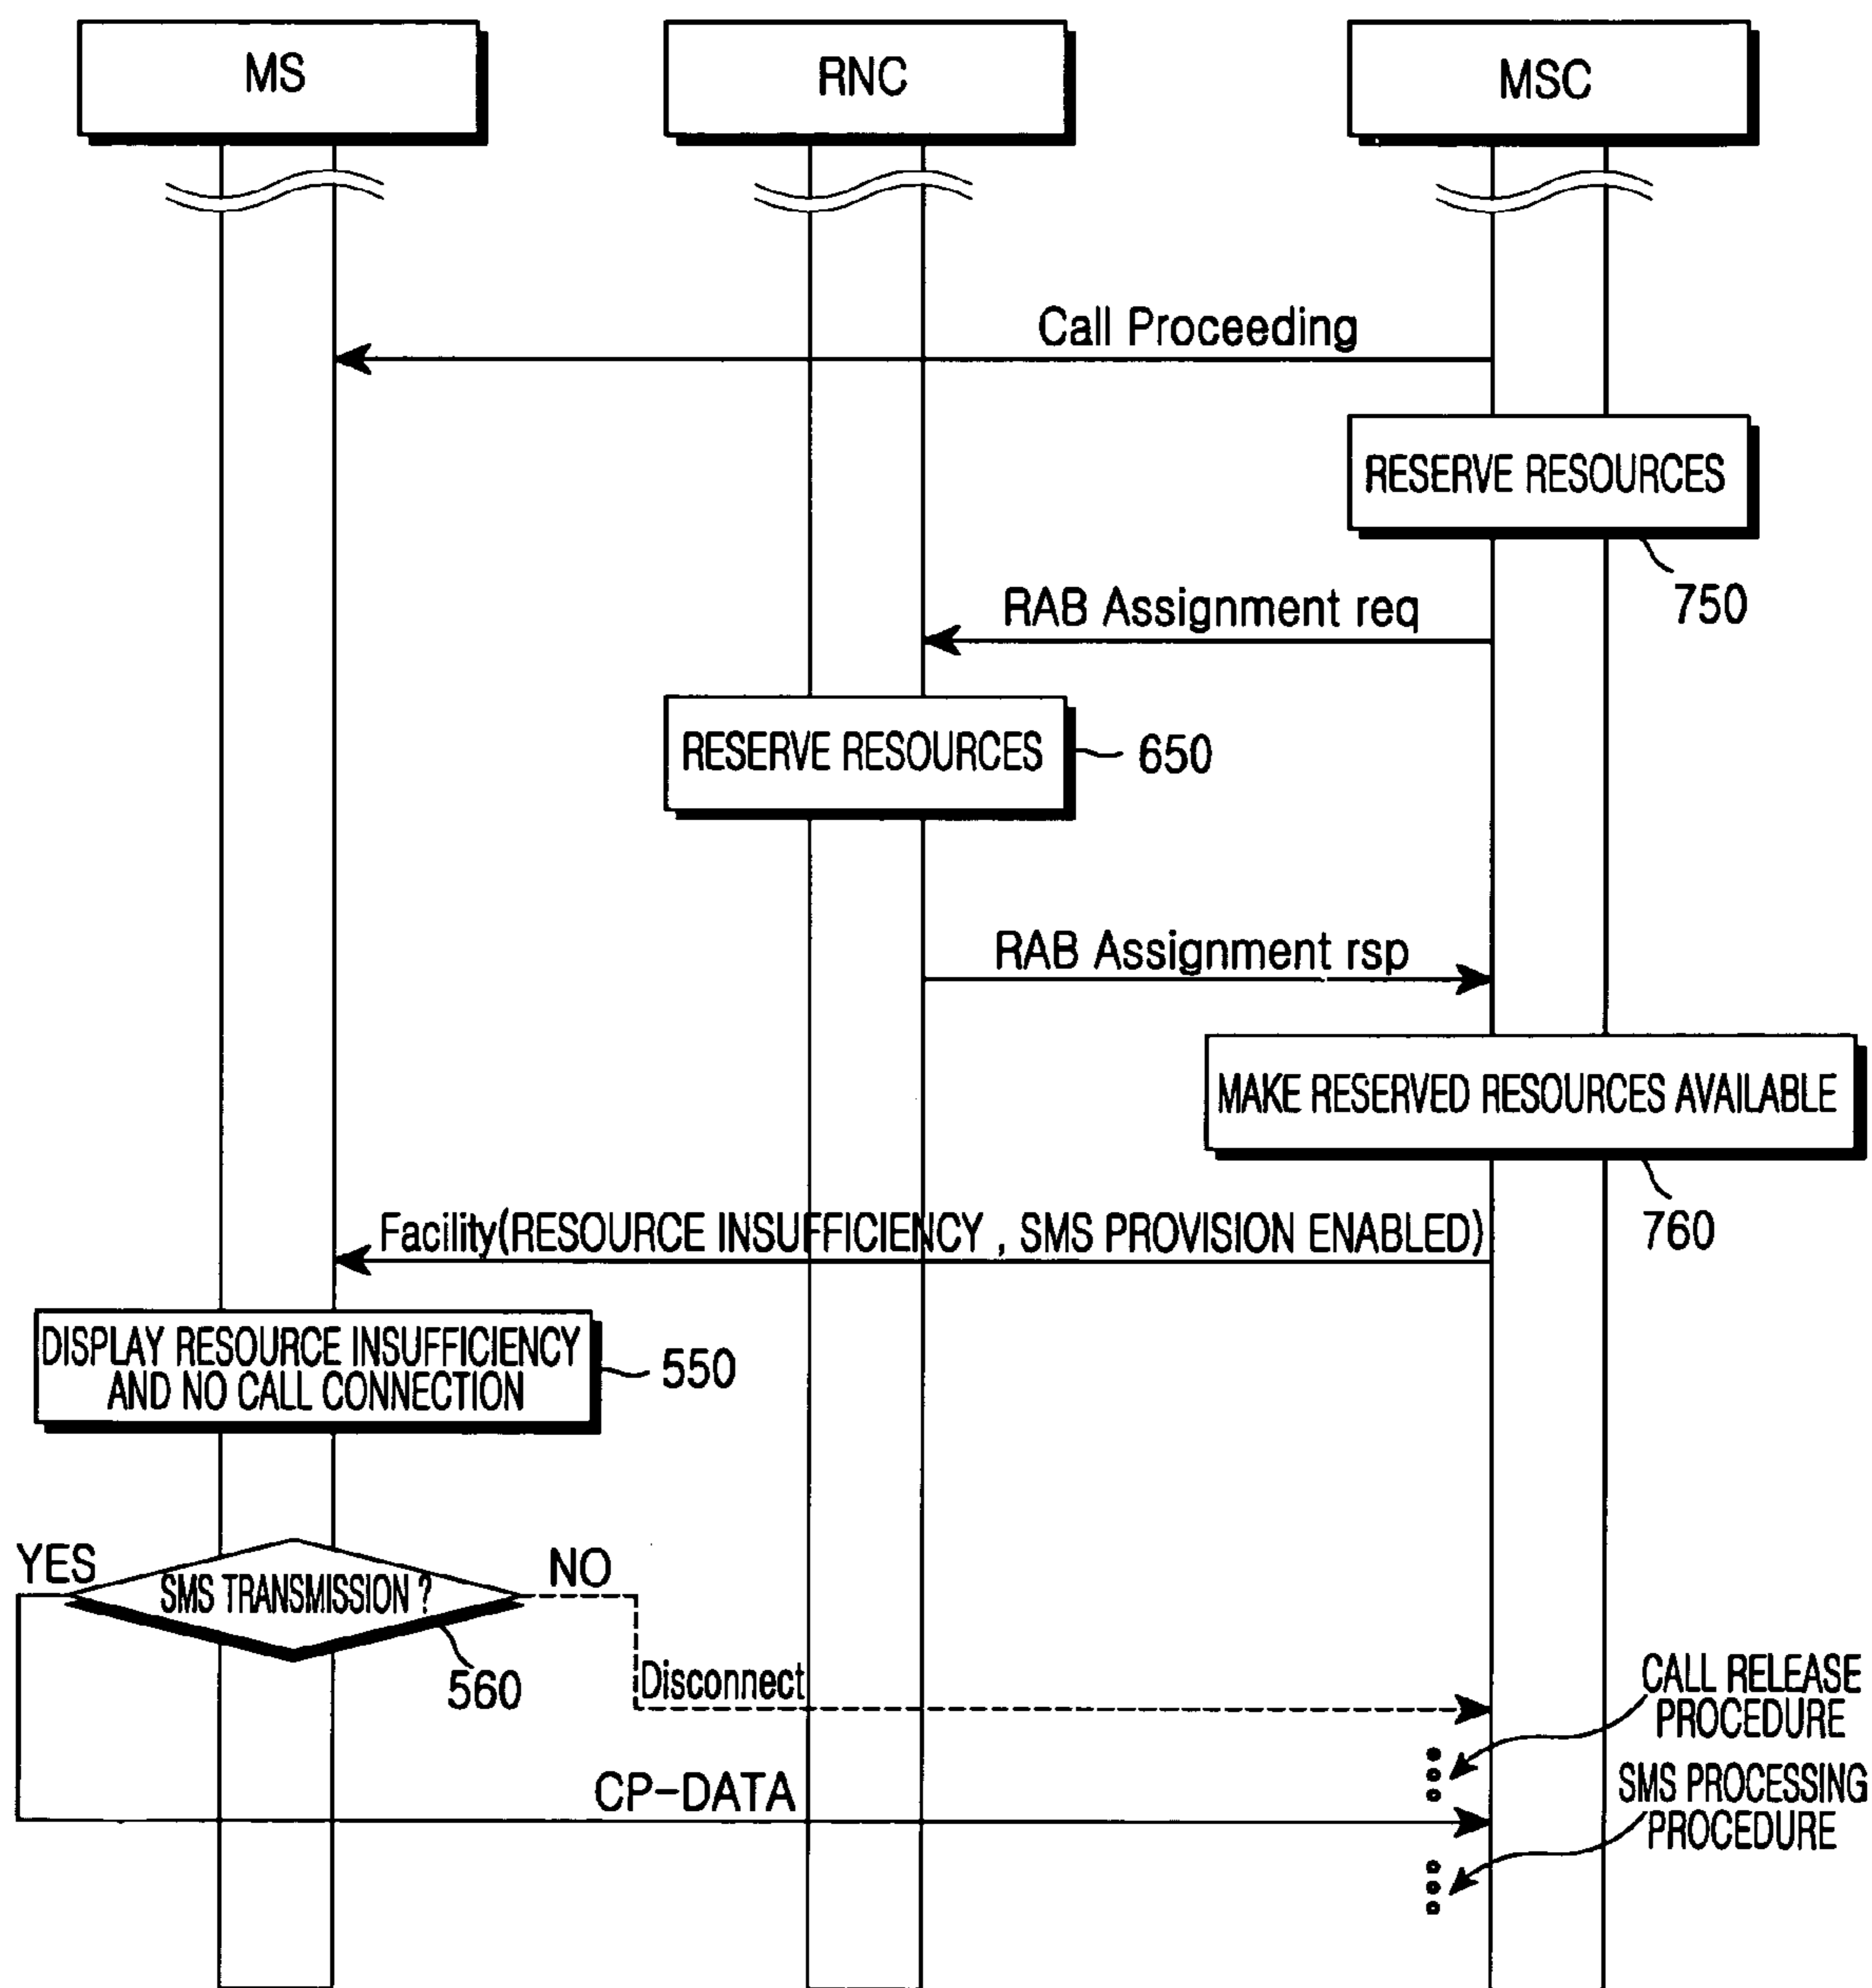 MS
RNC
MSC
Call Proceeding
RESERVE RESOURCES
750
RAB Assignment req
RESERVE RESOURCES
650
RAB Assignment rsp
MAKE RESERVED RESOURCES AVAILABLE
760
Facility(RESOURCE INSUFFICIENCY , SMS PROVISION ENABLED)
DISPLAY RESOURCE INSUFFICIENCY
AND NO CALL CONNECTION
550
YES
SMS TRANSMISSION ?
NO
560
Disconnect
CALL RELEASE
PROCEDURE
CP-DATA
SMS PROCESSING
PROCEDURE